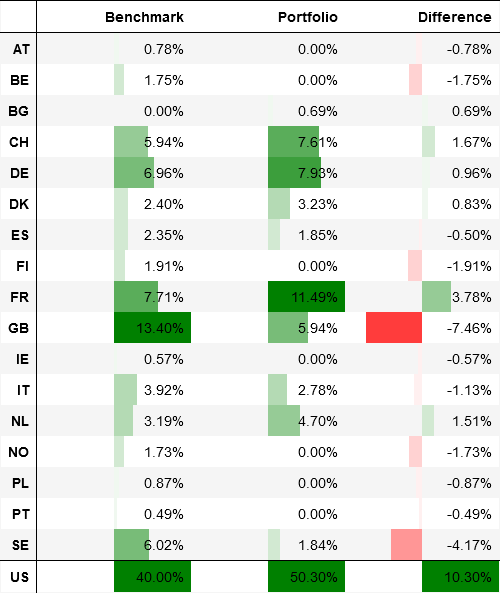 Benchmark Portfolio Difference
AT 0.78% 0.00% -0.78%
BE 1.75% 0.00% -1.75%
BG 0.00% 0.69% 0.69%
CH 5.94% 7.61% 1.67%
DE 6.96% 7.93% 0.96%
DK 2.40% 3.23% 0.83%
ES 2.35% 1.85% -0.50%
FI 1.91% 0.00% -1.91%
FR 7.71% 11.49% 3.78%
GB 13.40% 5.94% -7.46%
IE 0.57% 0.00% -0.57%
IT 3.92% 2.78% -1.13%
NL 3.19% 4.70% 1.51%
NO 1.73% 0.00% -1.73%
PL 0.87% 0.00% -0.87%
PT 0.49% 0.00% -0.49%
SE 6.02% 1.84% -4.17%
US 40.00% 50.30% 10.30%